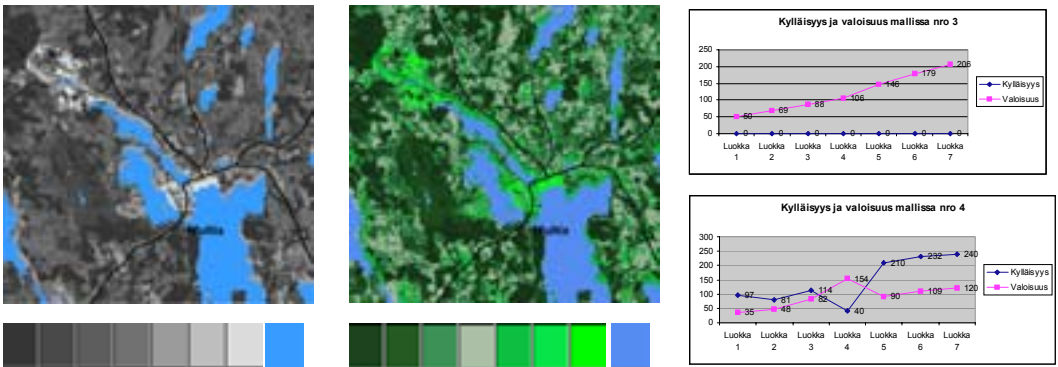 Kylläisyys ja valoisuus mallissa nro 3
250
200
150
100
50
0
50
69
88
106
146
179
206
0 0 0 0 0 0 0
Luokka 1
Luokka 2
Luokka 3
Luokka 4
Luokka 5
Luokka 6
Luokka 7
Kylläisyys
Valoisuus
Kylläisyys ja valoisuus mallissa nro 4
300
250
200
150
100
50
0
97
81
114
40
210
232
240
35
48
82
154
90
109
120
Luokka 1
Luokka 2
Luokka 3
Luokka 4
Luokka 5
Luokka 6
Luokka 7
Kylläisyys
Valoisuus